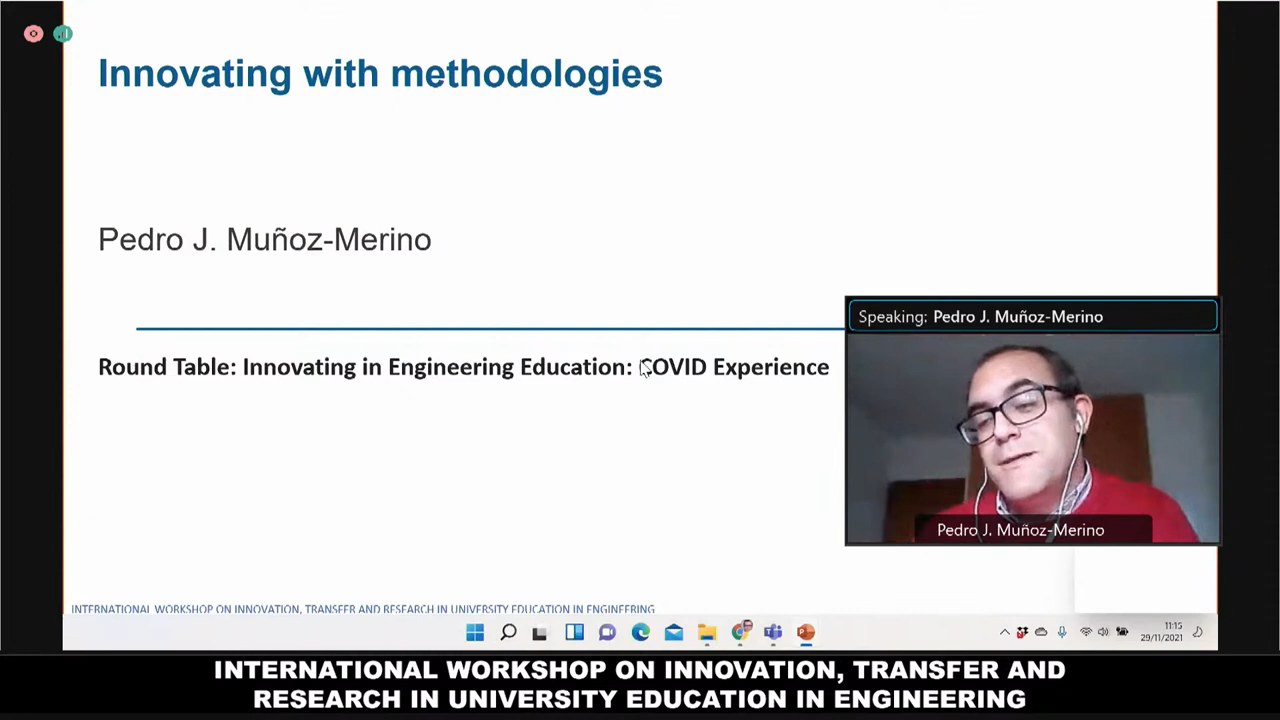 Innovating with methodologies
Pedro J. Muñoz-Merino
Speaking: Pedro J. Muñoz-Merino
Round Table: Innovating in Engineering Education: COVID Experience
Pedro J. Muñoz-Merino
INTERNATIONAL WORKSHOP ON INNOVATION, TRANSFER AND RESEARCH IN UNIVERSITY EDUCATION IN ENGINEERING
11:15
29/11/2021
INTERNATIONAL WORKSHOP ON INNOVATION, TRANSFER AND
RESEARCH IN UNIVERSITY EDUCATION IN ENGINEERING